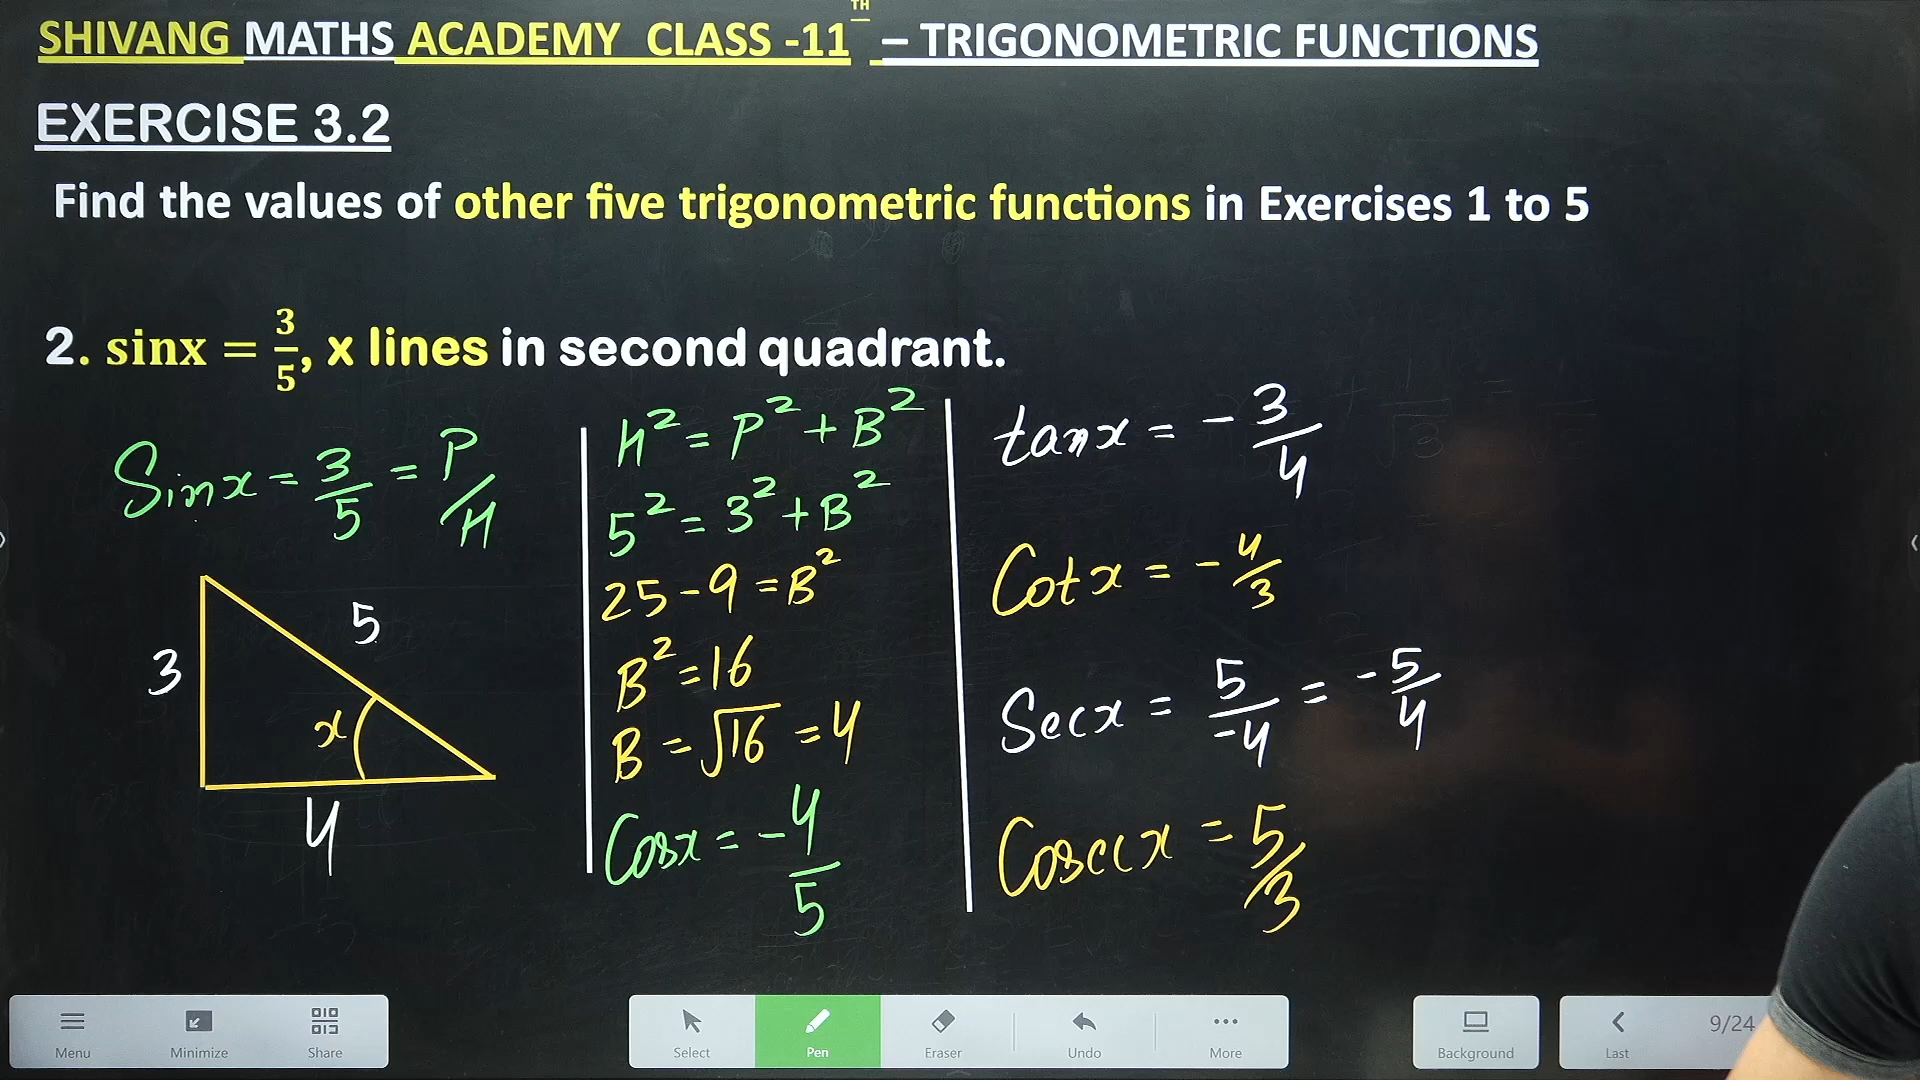 SHIVANG MATHS ACADEMY CLASS -11TH – TRIGONOMETRIC FUNCTIONS
EXERCISE 3.2
Find the values of other five trigonometric functions in Exercises 1 to 5
2. sinx = 3/5, x lines in second quadrant.
Sinx = 3/5 = P/H
3
5
x
4
H² = P² + B²
5² = 3² + B²
25 - 9 = B²
B² = 16
B = √16 = 4
Cosx = -4/5
tanx = -3/4
Cotx = -4/3
Secx = 5/-4 = -5/4
Cosecx = 5/3
Menu
Minimize
Share
Select
Pen
Eraser
Undo
More
Background
Last
9/24